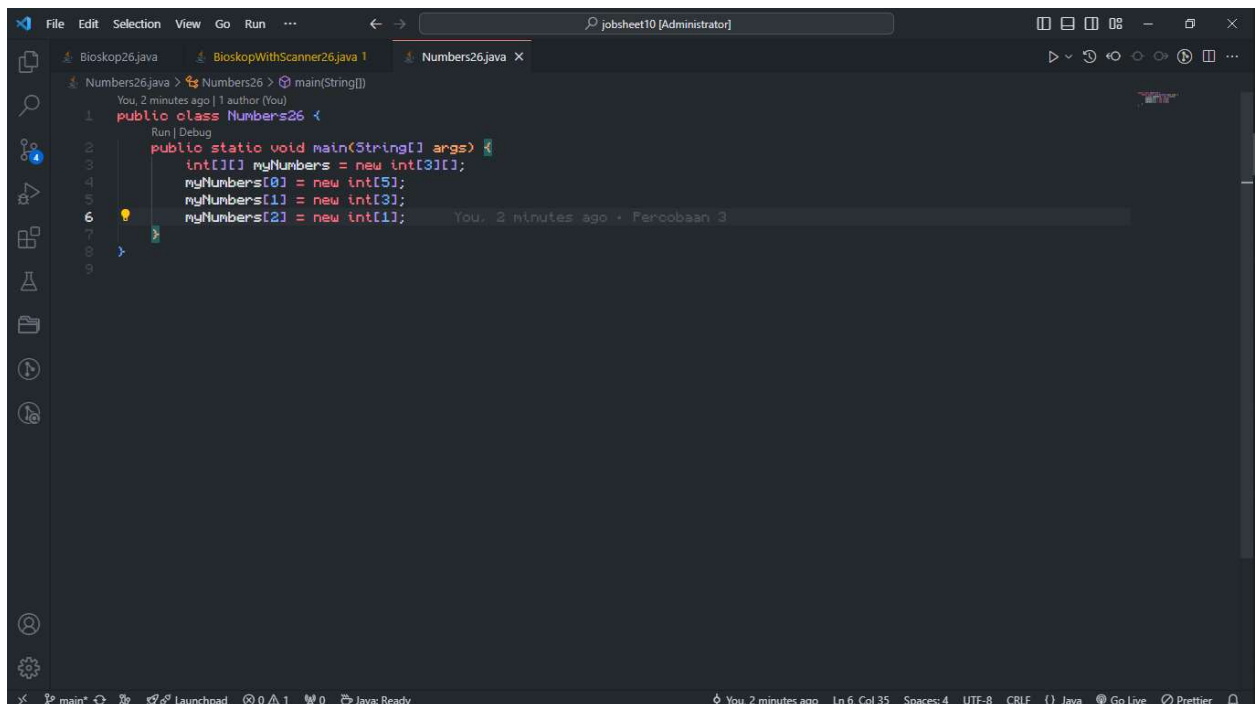 File Edit Selection View Go Run ··· ← → jobsheet10 [Administrator]
Bioskop26.java BioskopWithScanner26.java 1 Numbers26.java
Numbers26.java > Numbers26 > main(String[])
You, 2 minutes ago | 1 author (You)
1 public class Numbers26 {
Run | Debug
2 public static void main(String[] args) {
3 int[][] myNumbers = new int[3][];
4 myNumbers[0] = new int[5];
5 myNumbers[1] = new int[3];
6 myNumbers[2] = new int[1]; You, 2 minutes ago • Percobaan 3
7 }
8 }
9
4
main* Launchpad 0 1 0 Java: Ready You, 2 minutes ago Ln 6, Col 35 Spaces: 4 UTF-8 CRLF {} Java Go Live Prettier